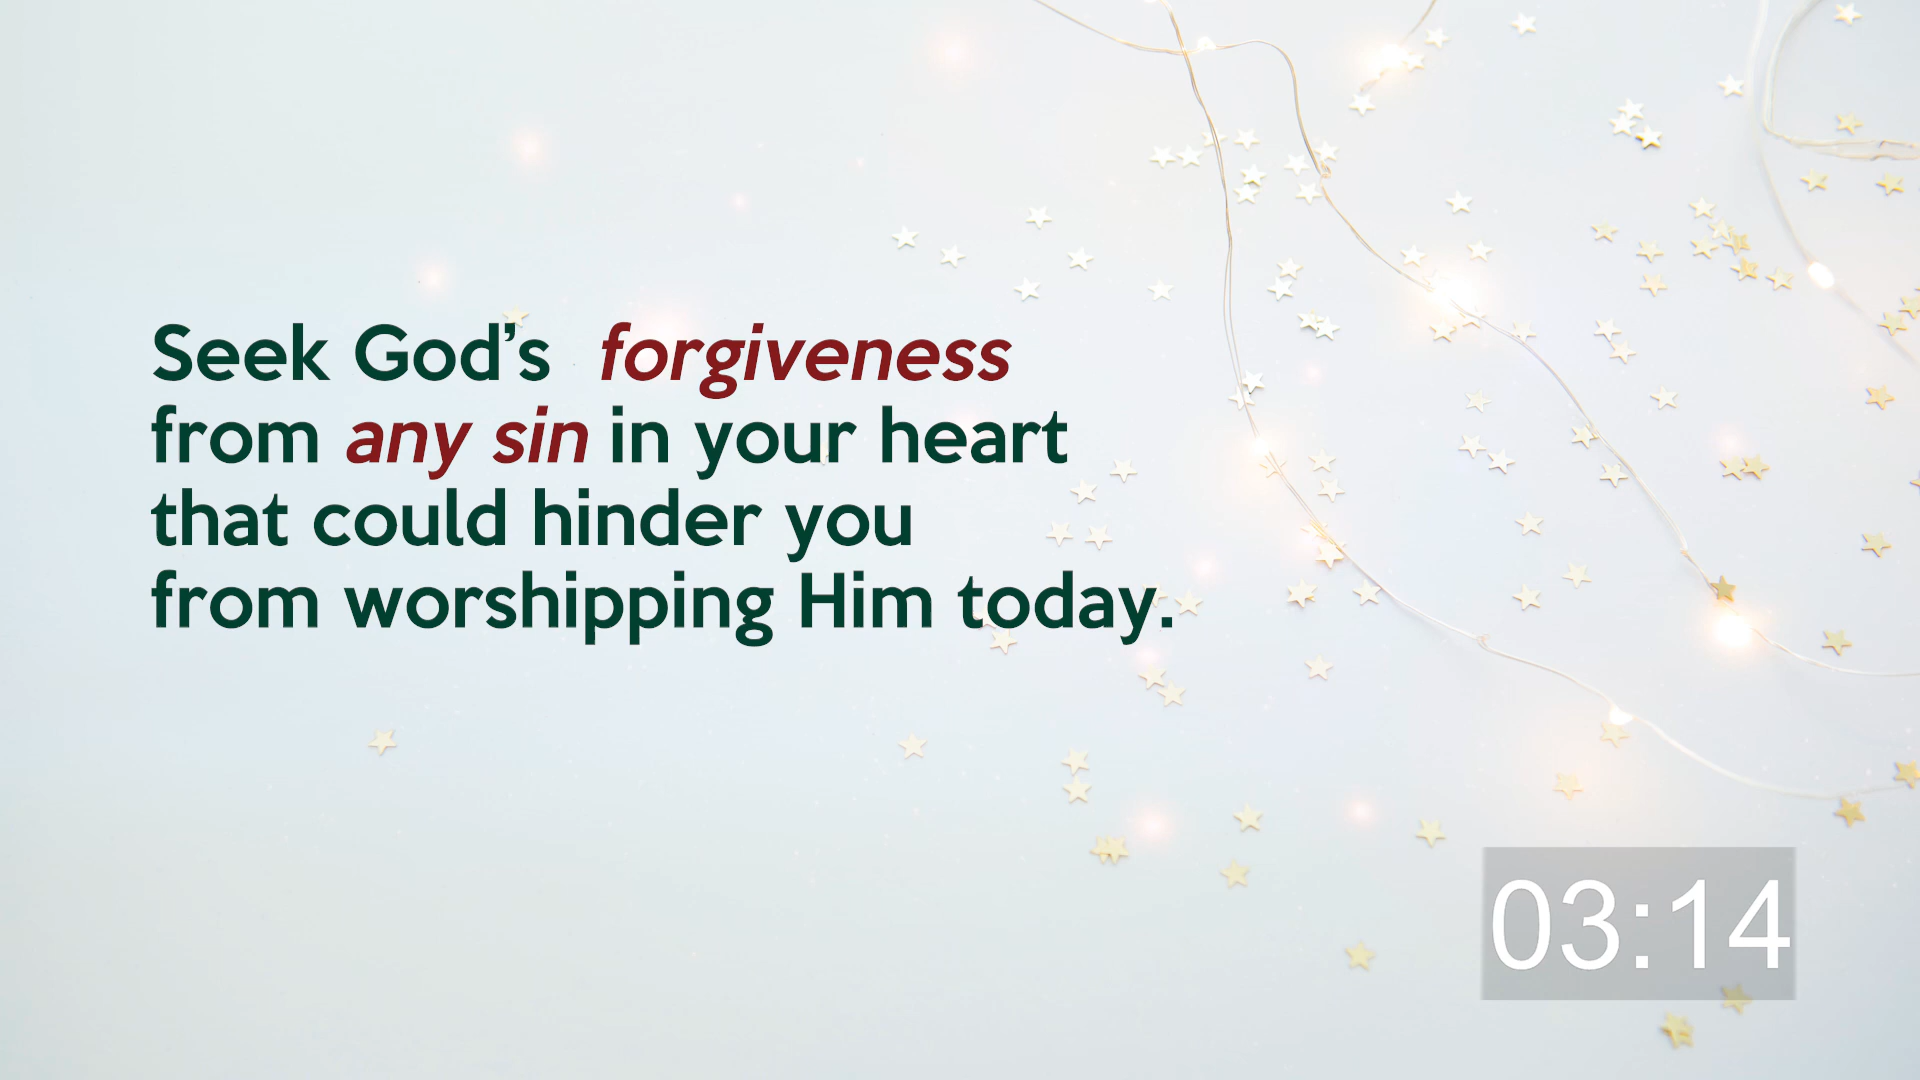 Seek God’s forgiveness
from any sin in your heart
that could hinder you
from worshipping Him today.
03:14